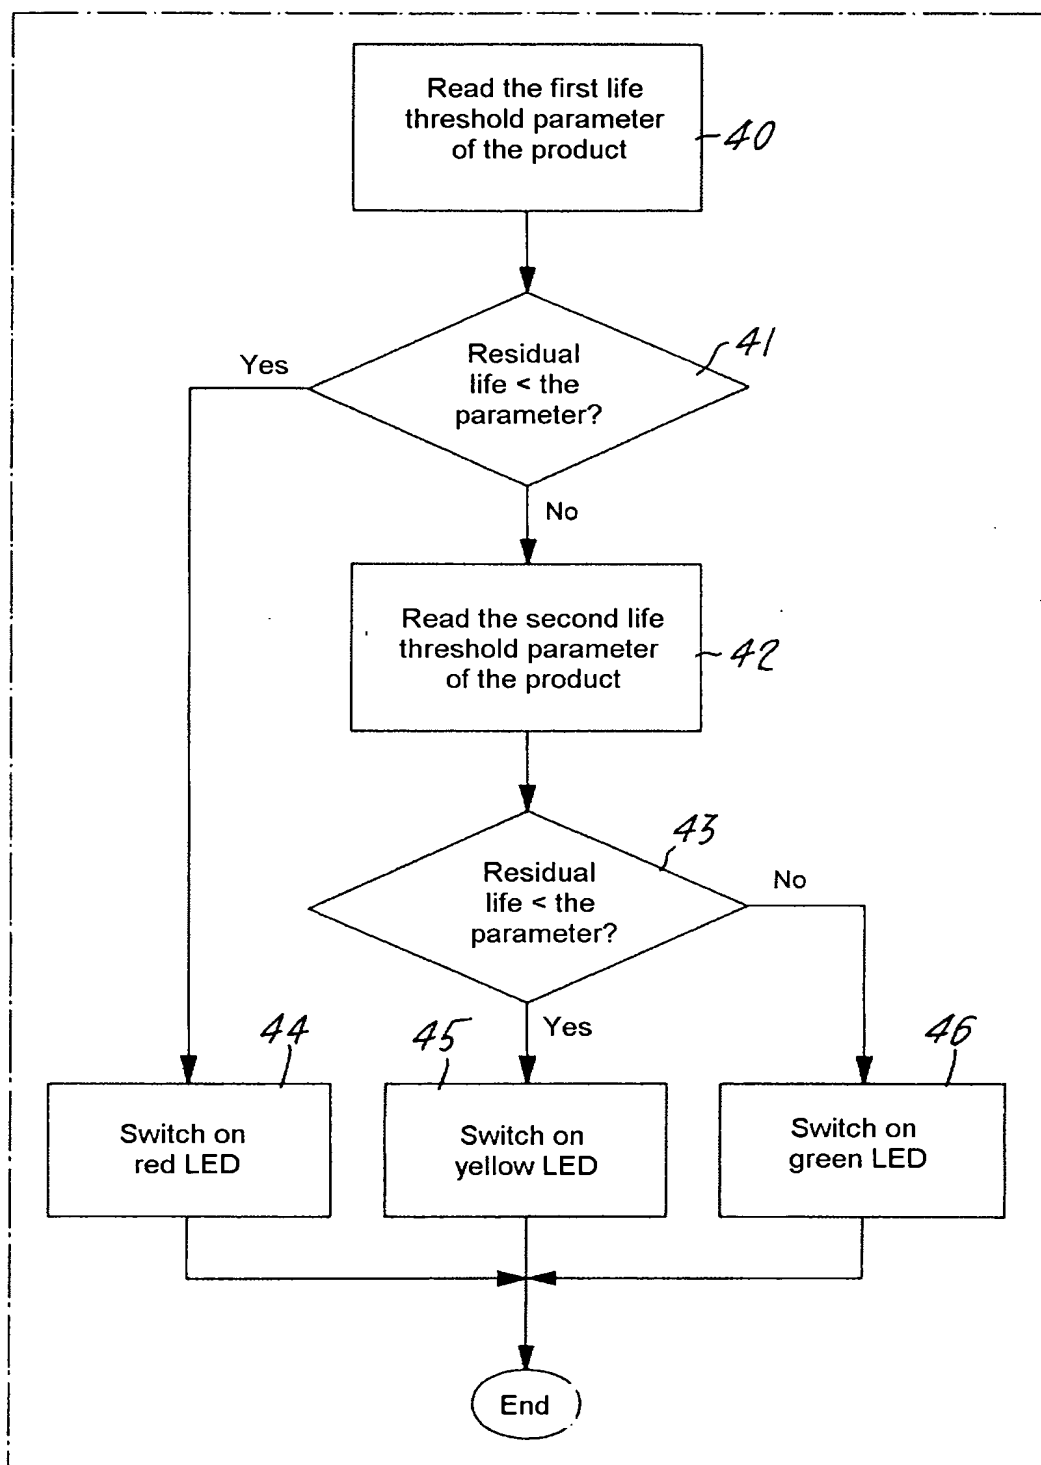 Read the first life
threshold parameter
of the product
40
Residual
life < the
parameter?
41
Yes
No
Read the second life
threshold parameter
of the product
42
Residual
life < the
parameter?
43
No
Yes
44
45
46
Switch on
red LED
Switch on
yellow LED
Switch on
green LED
End